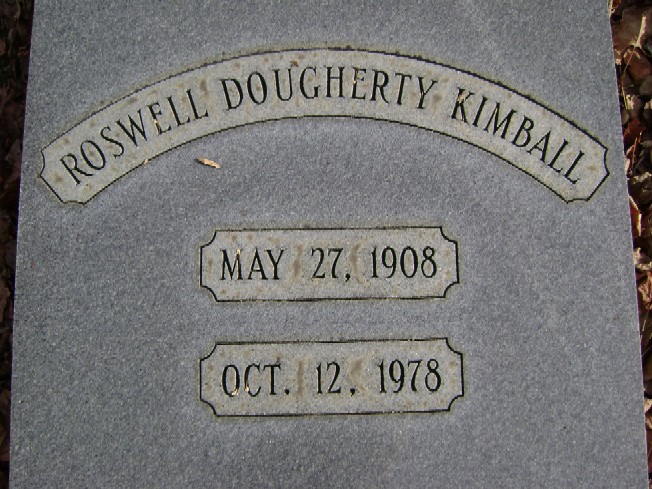 ROSWELL DOUGHERTY KIMBALL
MAY 27, 1908
OCT. 12, 1978